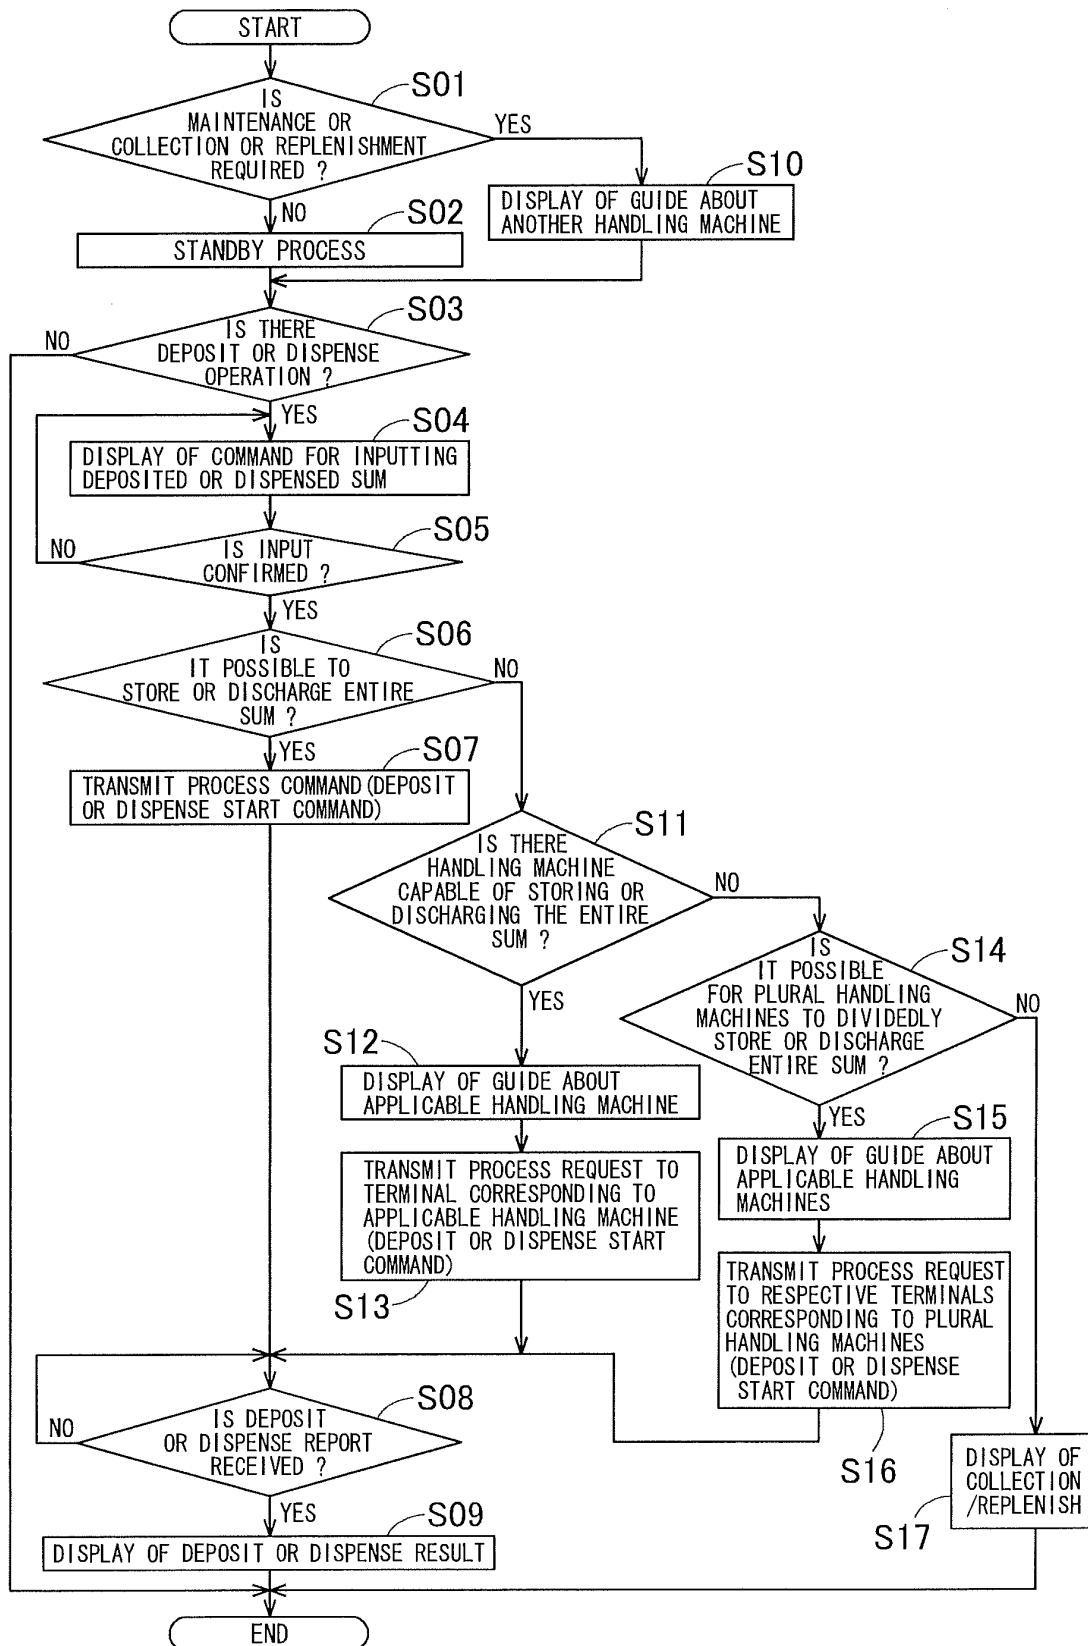 START
S01
IS
MAINTENANCE OR
COLLECTION OR REPLENISHMENT
REQUIRED ?
YES
S10
DISPLAY OF GUIDE ABOUT
ANOTHER HANDLING MACHINE
NO
S02
STANDBY PROCESS
S03
IS THERE
DEPOSIT OR DISPENSE
OPERATION ?
NO
YES
S04
DISPLAY OF COMMAND FOR INPUTTING
DEPOSITED OR DISPENSED SUM
S05
IS INPUT
CONFIRMED ?
NO
YES
S06
IS
IT POSSIBLE TO
STORE OR DISCHARGE ENTIRE
SUM ?
NO
YES
S07
TRANSMIT PROCESS COMMAND (DEPOSIT
OR DISPENSE START COMMAND)
S11
IS THERE
HANDLING MACHINE
CAPABLE OF STORING OR
DISCHARGING THE ENTIRE
SUM ?
NO
YES
S14
IS
IT POSSIBLE
FOR PLURAL HANDLING
MACHINES TO DIVIDEDLY
STORE OR DISCHARGE
ENTIRE SUM ?
NO
YES
S12
DISPLAY OF GUIDE ABOUT
APPLICABLE HANDLING MACHINE
TRANSMIT PROCESS REQUEST TO
TERMINAL CORRESPONDING TO
APPLICABLE HANDLING MACHINE
(DEPOSIT OR DISPENSE START
COMMAND)
S13
S15
DISPLAY OF GUIDE ABOUT
APPLICABLE HANDLING
MACHINES
TRANSMIT PROCESS REQUEST
TO RESPECTIVE TERMINALS
CORRESPONDING TO PLURAL
HANDLING MACHINES
(DEPOSIT OR DISPENSE
START COMMAND)
S16
S08
IS DEPOSIT
OR DISPENSE REPORT
RECEIVED ?
NO
YES
DISPLAY OF
COLLECTION
/REPLENISH
S17
S09
DISPLAY OF DEPOSIT OR DISPENSE RESULT
END